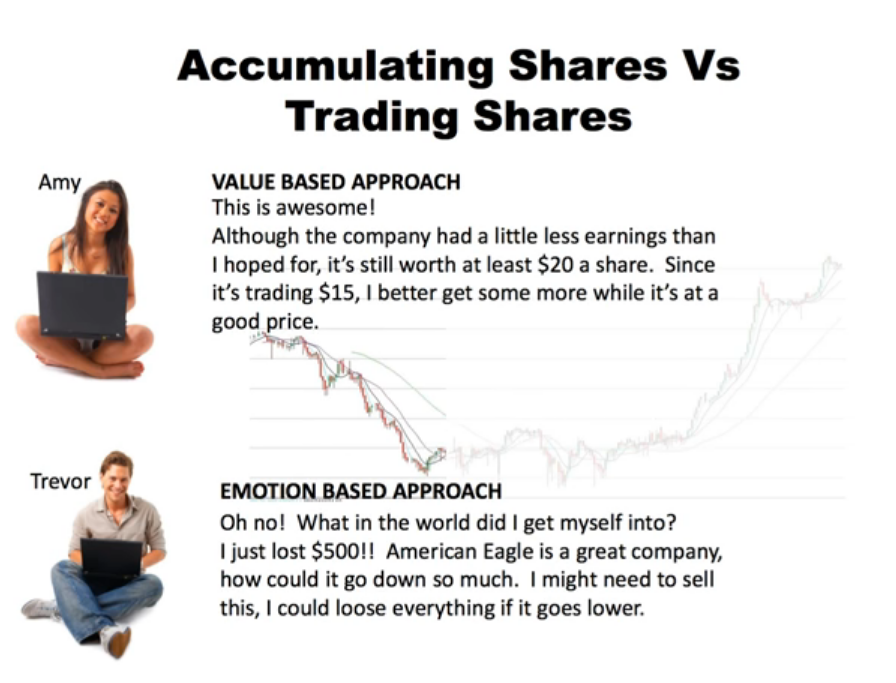 Accumulating Shares Vs
Trading Shares
Amy
VALUE BASED APPROACH
This is awesome!
Although the company had a little less earnings than
I hoped for, it’s still worth at least $20 a share.  Since
it’s trading $15, I better get some more while it’s at a
good price.
Trevor
EMOTION BASED APPROACH
Oh no!  What in the world did I get myself into?
I just lost $500!!  American Eagle is a great company,
how could it go down so much.  I might need to sell
this, I could loose everything if it goes lower.